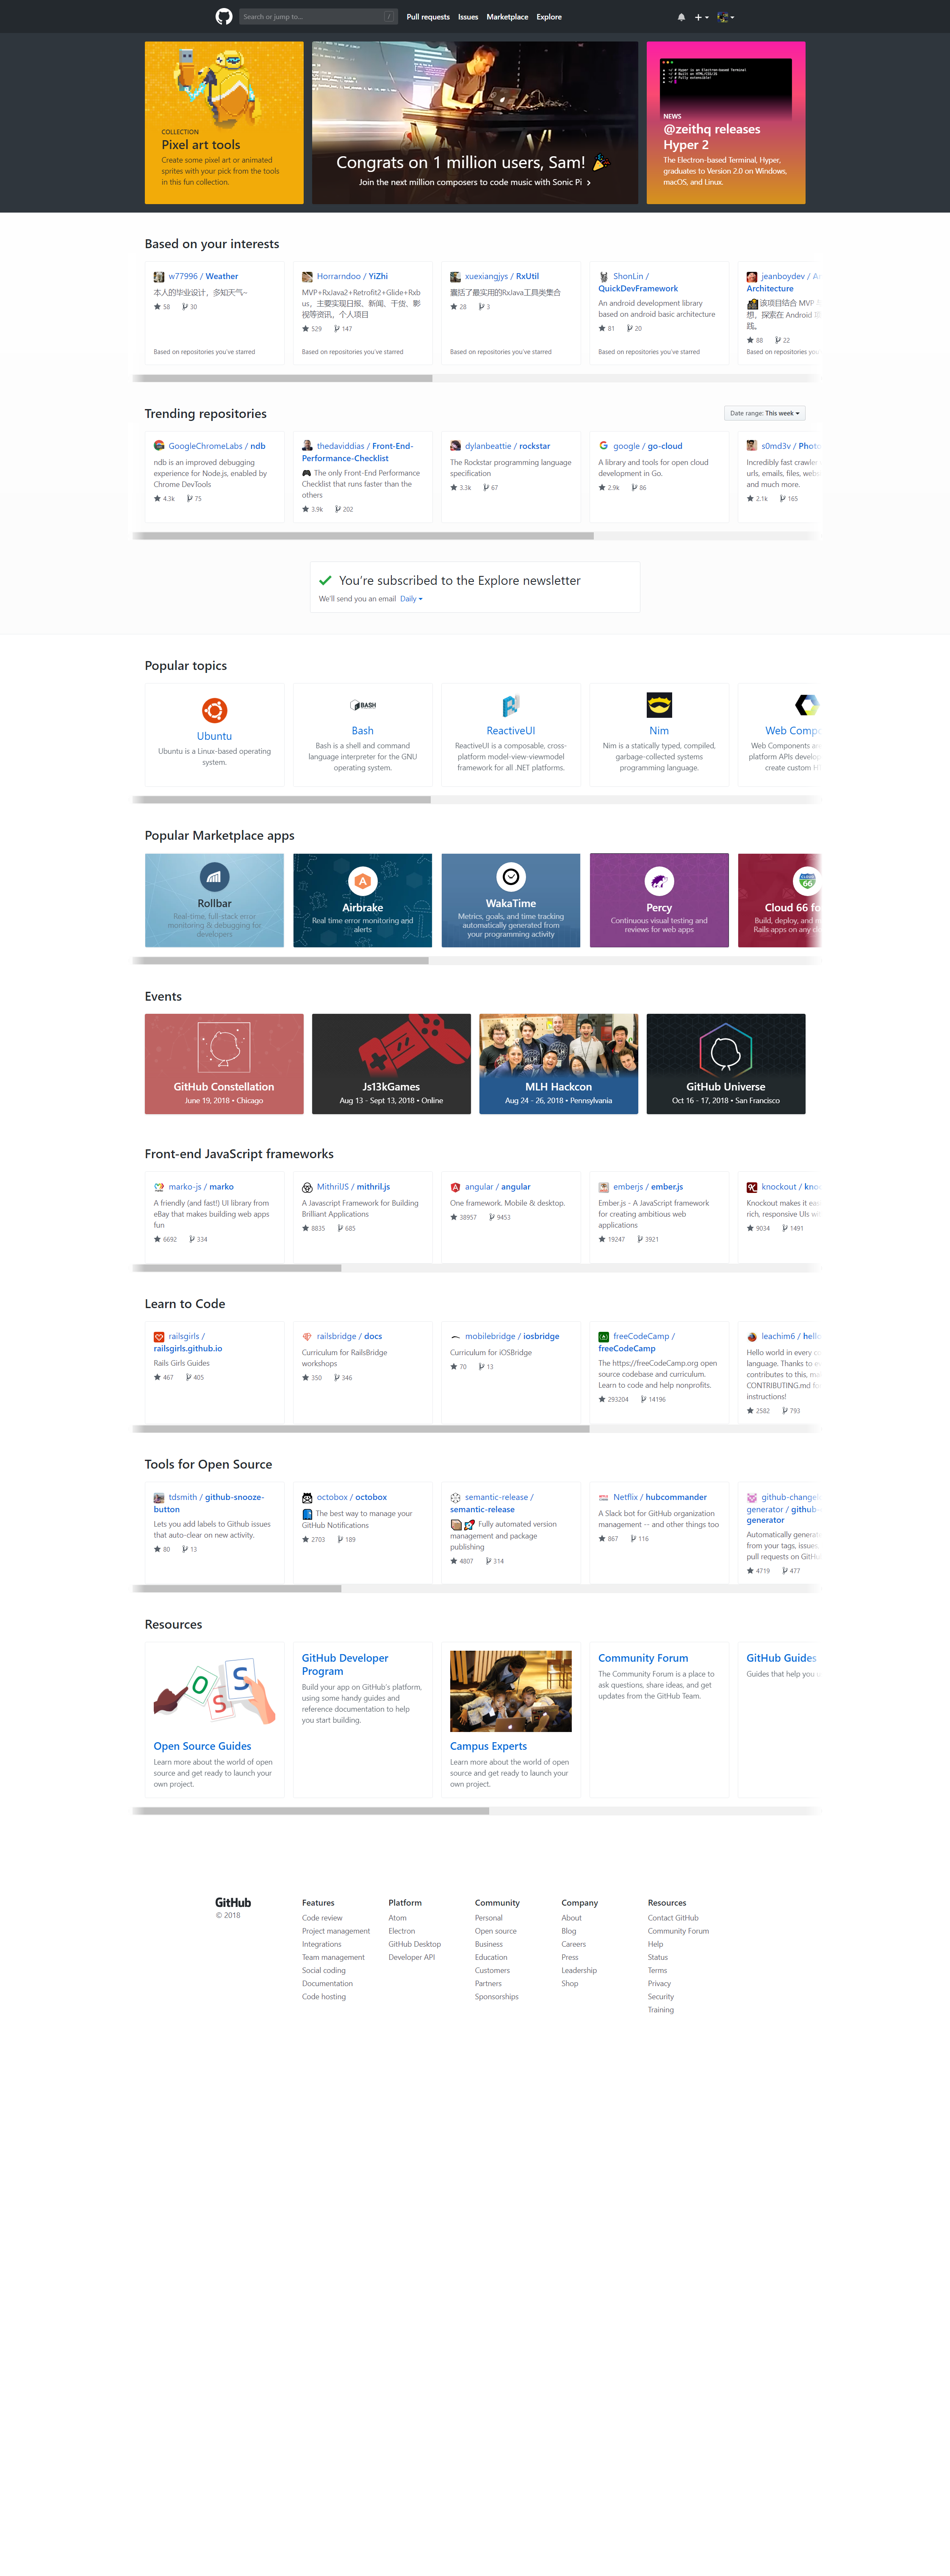 Search or jump to...
/
Pull requests Issues Marketplace Explore
COLLECTION
Pixel art tools
Create some pixel art or animated
sprites with your pick from the tools
in this fun collection.
Congrats on 1 million users, Sam!
Join the next million composers to code music with Sonic Pi
NEWS
@zeithq releases
Hyper 2
The Electron-based Terminal, Hyper,
graduates to Version 2.0 on Windows,
macOS, and Linux.
Based on your interests
w77996 / Weather
本人的毕业设计，多知天气~
58 30
Based on repositories you've starred
Horrarndoo / YiZhi
MVP+RxJava2+Retrofit2+Glide+Rxb
us，主要实现日报、新闻、干货、影
视等资讯。个人项目
529 147
Based on repositories you've starred
xuexiangjys / RxUtil
囊括了最实用的RxJava工具类集合
28 3
Based on repositories you've starred
ShonLin /
QuickDevFramework
An android development library
based on android basic architecture
81 20
Based on repositories you've starred
jeanboydev /
Architecture
该项目结合 MVP
想，探索在 Android
践。
88 22
Based on repositories you
Trending repositories
Date range: This week
GoogleChromeLabs / ndb
ndb is an improved debugging
experience for Node.js, enabled by
Chrome DevTools
4.3k 75
thedaviddias / Front-End-
Performance-Checklist
The only Front-End Performance
Checklist that runs faster than the
others
3.9k 202
dylanbeattie / rockstar
The Rockstar programming language
specification
3.3k 67
google / go-cloud
A library and tools for open cloud
development in Go.
2.9k 86
s0md3v / Photo
Incredibly fast crawler
urls, emails, files, webs
and much more.
2.1k 165
You're subscribed to the Explore newsletter
We'll send you an email Daily
Popular topics
Ubuntu
Ubuntu is a Linux-based operating
system.
BASH
Bash
Bash is a shell and command
language interpreter for the GNU
operating system.
ReactiveUI
ReactiveUI is a composable, cross-
platform model-view-viewmodel
framework for all .NET platforms.
Nim
Nim is a statically typed, compiled,
garbage-collected systems
programming language.
Web Compo
Web Components are
platform APIs develop
create custom HT
Popular Marketplace apps
Rollbar
Real-time, full-stack error
monitoring & debugging for
developers
Airbrake
Real time error monitoring and
alerts
WakaTime
Metrics, goals, and time tracking
automatically generated from
your programming activity
Percy
Continuous visual testing and
reviews for web apps
66
Cloud 66 fo
Build, deploy, and m
Rails apps on any clo
Events
GitHub Constellation
June 19, 2018 • Chicago
Js13kGames
Aug 13 - Sept 13, 2018 • Online
MLH Hackcon
Aug 24 - 26, 2018 • Pennsylvania
GitHub Universe
Oct 16 - 17, 2018 • San Francisco
Front-end JavaScript frameworks
marko-js / marko
A friendly (and fast!) UI library from
eBay that makes building web apps
fun
6692 334
MithrilJS / mithril.js
A Javascript Framework for Building
Brilliant Applications
8835 685
angular / angular
One framework. Mobile & desktop.
38957 9453
emberjs / ember.js
Ember.js - A JavaScript framework
for creating ambitious web
applications
19247 3921
knockout / knoc
Knockout makes it eas
rich, responsive UIs wi
9034 1491
Learn to Code
railsgirls /
railsgirls.github.io
Rails Girls Guides
467 405
railsbridge / docs
Curriculum for RailsBridge
workshops
350 346
mobilebridge / iosbridge
Curriculum for iOSBridge
70 13
freeCodeCamp /
freeCodeCamp
The https://freeCodeCamp.org open
source codebase and curriculum.
Learn to code and help nonprofits.
293204 14196
leachim6 / hello
Hello world in every co
language. Thanks to e
contributes to this, ma
CONTRIBUTING.md fo
instructions!
2582 793
Tools for Open Source
tdsmith / github-snooze-
button
Lets you add labels to Github issues
that auto-clear on new activity.
80 13
octobox / octobox
The best way to manage your
GitHub Notifications
2703 189
semantic-release /
semantic-release
Fully automated version
management and package
publishing
4807 314
Netflix / hubcommander
A Slack bot for GitHub organization
management -- and other things too
867 116
github-changel
generator / github-
generator
Automatically generate
from your tags, issues,
pull requests on GitHu
4719 477
Resources
O S S
Open Source Guides
Learn more about the world of open
source and get ready to launch your
own project.
GitHub Developer
Program
Build your app on GitHub's platform,
using some handy guides and
reference documentation to help
you start building.
Campus Experts
Learn more about the world of open
source and get ready to launch your
own project.
Community Forum
The Community Forum is a place to
ask questions, share ideas, and get
updates from the GitHub Team.
GitHub Guides
Guides that help you u
GitHub
© 2018
Features
Code review
Project management
Integrations
Team management
Social coding
Documentation
Code hosting
Platform
Atom
Electron
GitHub Desktop
Developer API
Community
Personal
Open source
Business
Education
Customers
Partners
Sponsorships
Company
About
Blog
Careers
Press
Leadership
Shop
Resources
Contact GitHub
Community Forum
Help
Status
Terms
Privacy
Security
Training